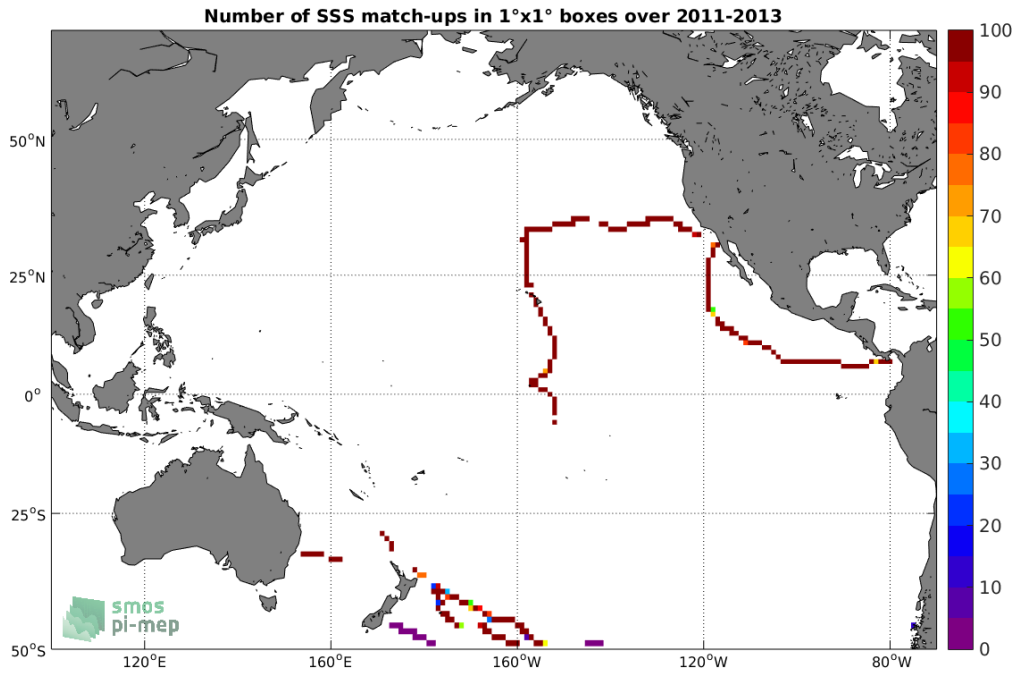 Number of SSS match-ups in 1°x1° boxes over 2011-2013
50°N
25°N
0°
25°S
50°S
120°E
160°E
160°W
120°W
80°W
100
90
80
70
60
50
40
30
20
10
0
smos
pi-mep